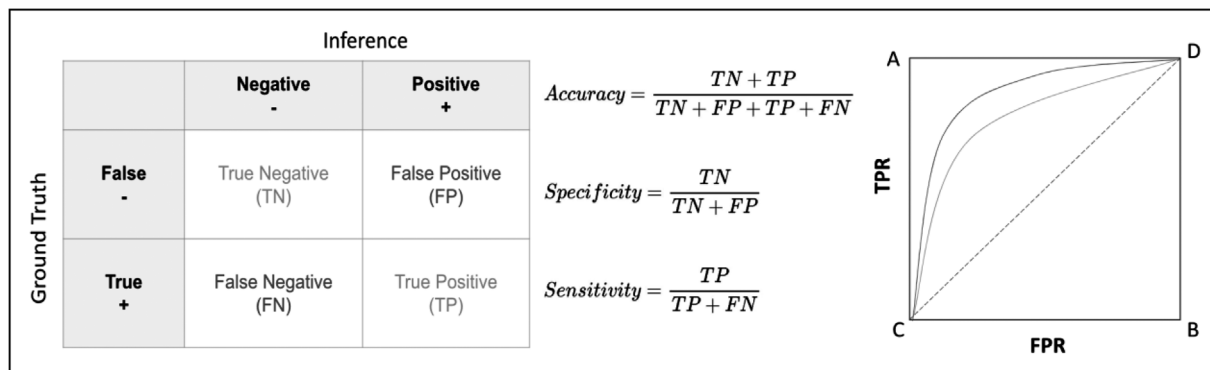 Inference
Negative
-
Positive
+
Ground Truth
False
-
True Negative
(TN)
False Positive
(FP)
True
+
False Negative
(FN)
True Positive
(TP)
Accuracy = (TN + TP) / (TN + FP + TP + FN)
Specificity = TN / (TN + FP)
Sensitivity = TP / (TP + FN)
A
D
TPR
C
B
FPR